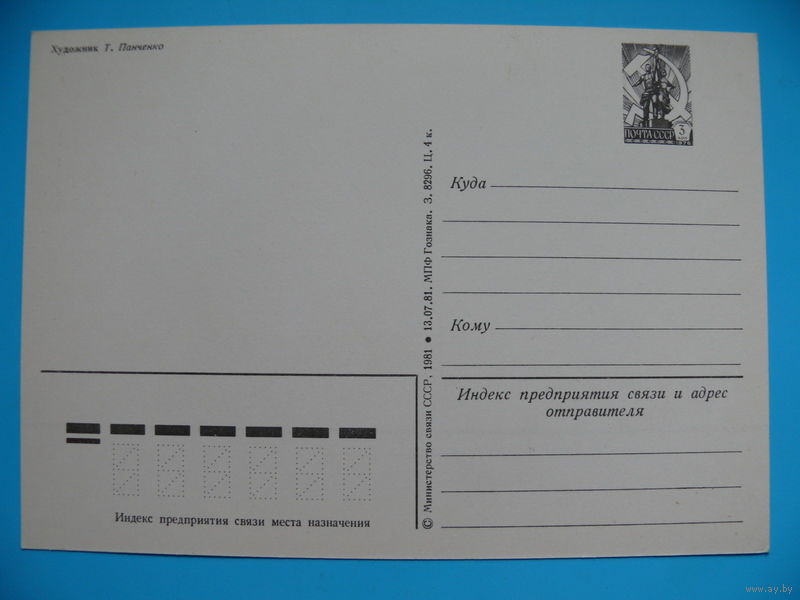 Художник Т. Панченко
ПОЧТА СССР
3
1976
Куда
Кому
© Министерство связи СССР, 1981 • 13.07.81. МПФ Гознака. З. 8296. Ц. 4 к.
Индекс предприятия связи и адрес
отправителя
Индекс предприятия связи места назначения
www.ay.by